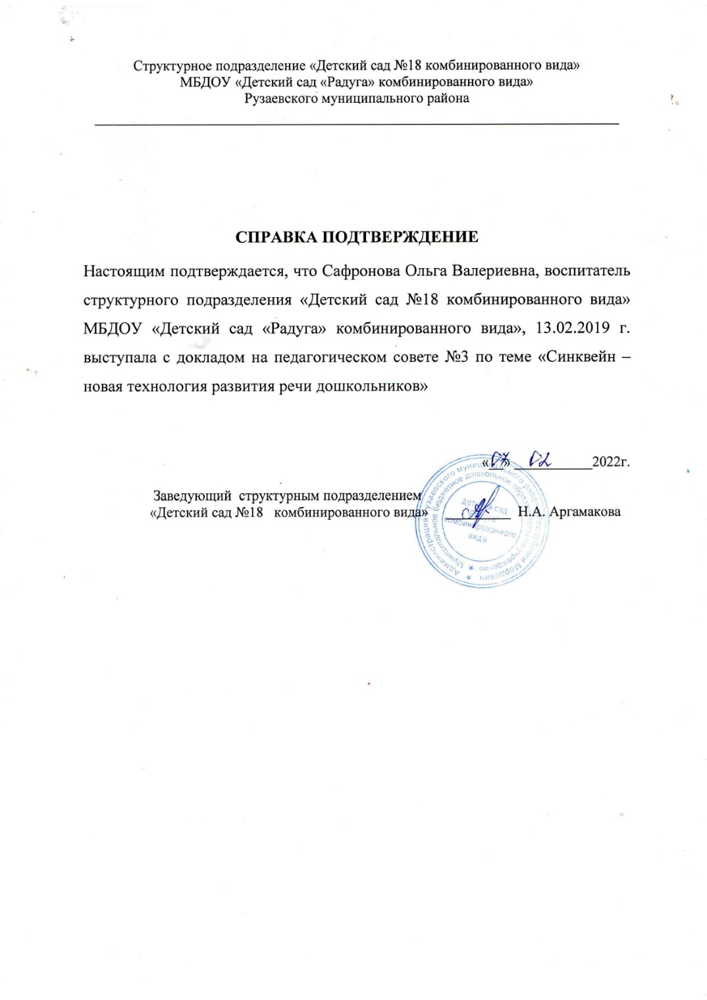 Структурное подразделение «Детский сад №18 комбинированного вида»
МБДОУ «Детский сад «Радуга» комбинированного вида»
Рузаевского муниципального района
СПРАВКА ПОДТВЕРЖДЕНИЕ
Настоящим подтверждается, что Сафронова Ольга Валериевна, воспитатель
структурного подразделения «Детский сад №18 комбинированного вида»
МБДОУ «Детский сад «Радуга» комбинированного вида», 13.02.2019 г.
выступала с докладом на педагогическом совете №3 по теме «Синквейн –
новая технология развития речи дошкольников»
«07» 02 2022г.
Заведующий структурным подразделением
«Детский сад №18 комбинированного вида» Н.А. Аргамакова
Администрация Рузаевского муниципального района Республики Мордовия
Муниципальное бюджетное дошкольное образовательное учреждение
детский сад
комбинированного
вида